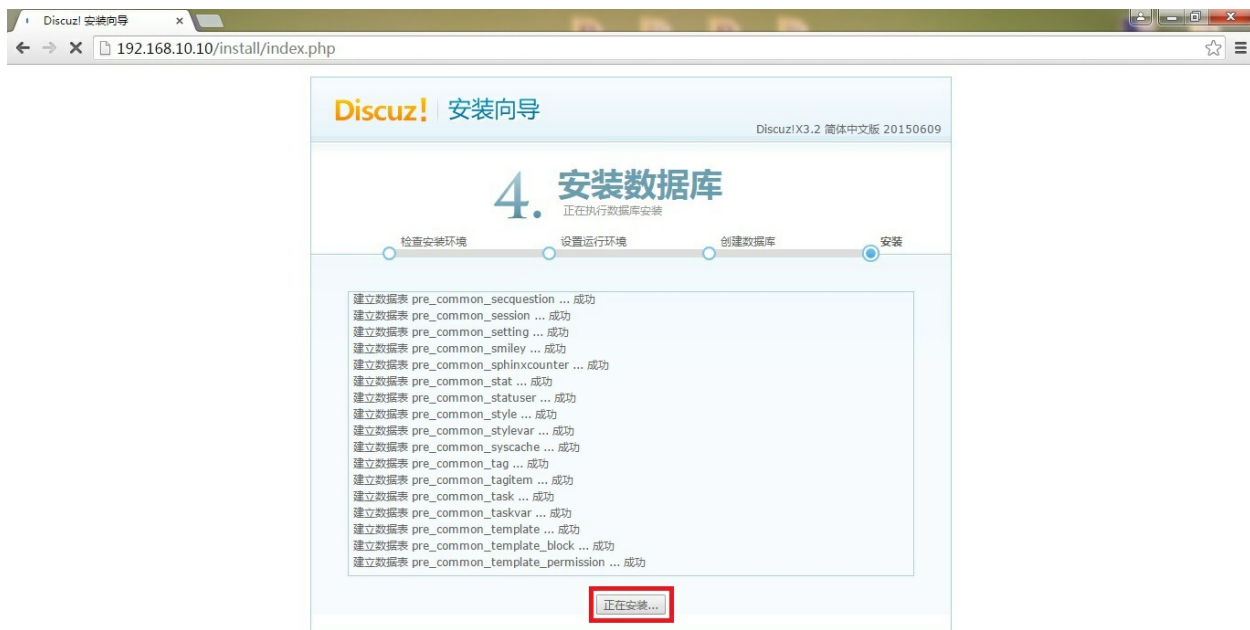 Discuz! 安装向导
192.168.10.10/install/index.php
Discuz! 安装向导
Discuz!X3.2 简体中文版 20150609
4. 安装数据库
正在执行数据库安装
检查安装环境 设置运行环境 创建数据库 安装
建立数据表 pre_common_secquestion ... 成功
建立数据表 pre_common_session ... 成功
建立数据表 pre_common_setting ... 成功
建立数据表 pre_common_smiley ... 成功
建立数据表 pre_common_sphinxcounter ... 成功
建立数据表 pre_common_stat ... 成功
建立数据表 pre_common_statuser ... 成功
建立数据表 pre_common_style ... 成功
建立数据表 pre_common_stylevar ... 成功
建立数据表 pre_common_syscache ... 成功
建立数据表 pre_common_tag ... 成功
建立数据表 pre_common_tagitem ... 成功
建立数据表 pre_common_task ... 成功
建立数据表 pre_common_taskvar ... 成功
建立数据表 pre_common_template ... 成功
建立数据表 pre_common_template_block ... 成功
建立数据表 pre_common_template_permission ... 成功
正在安装...